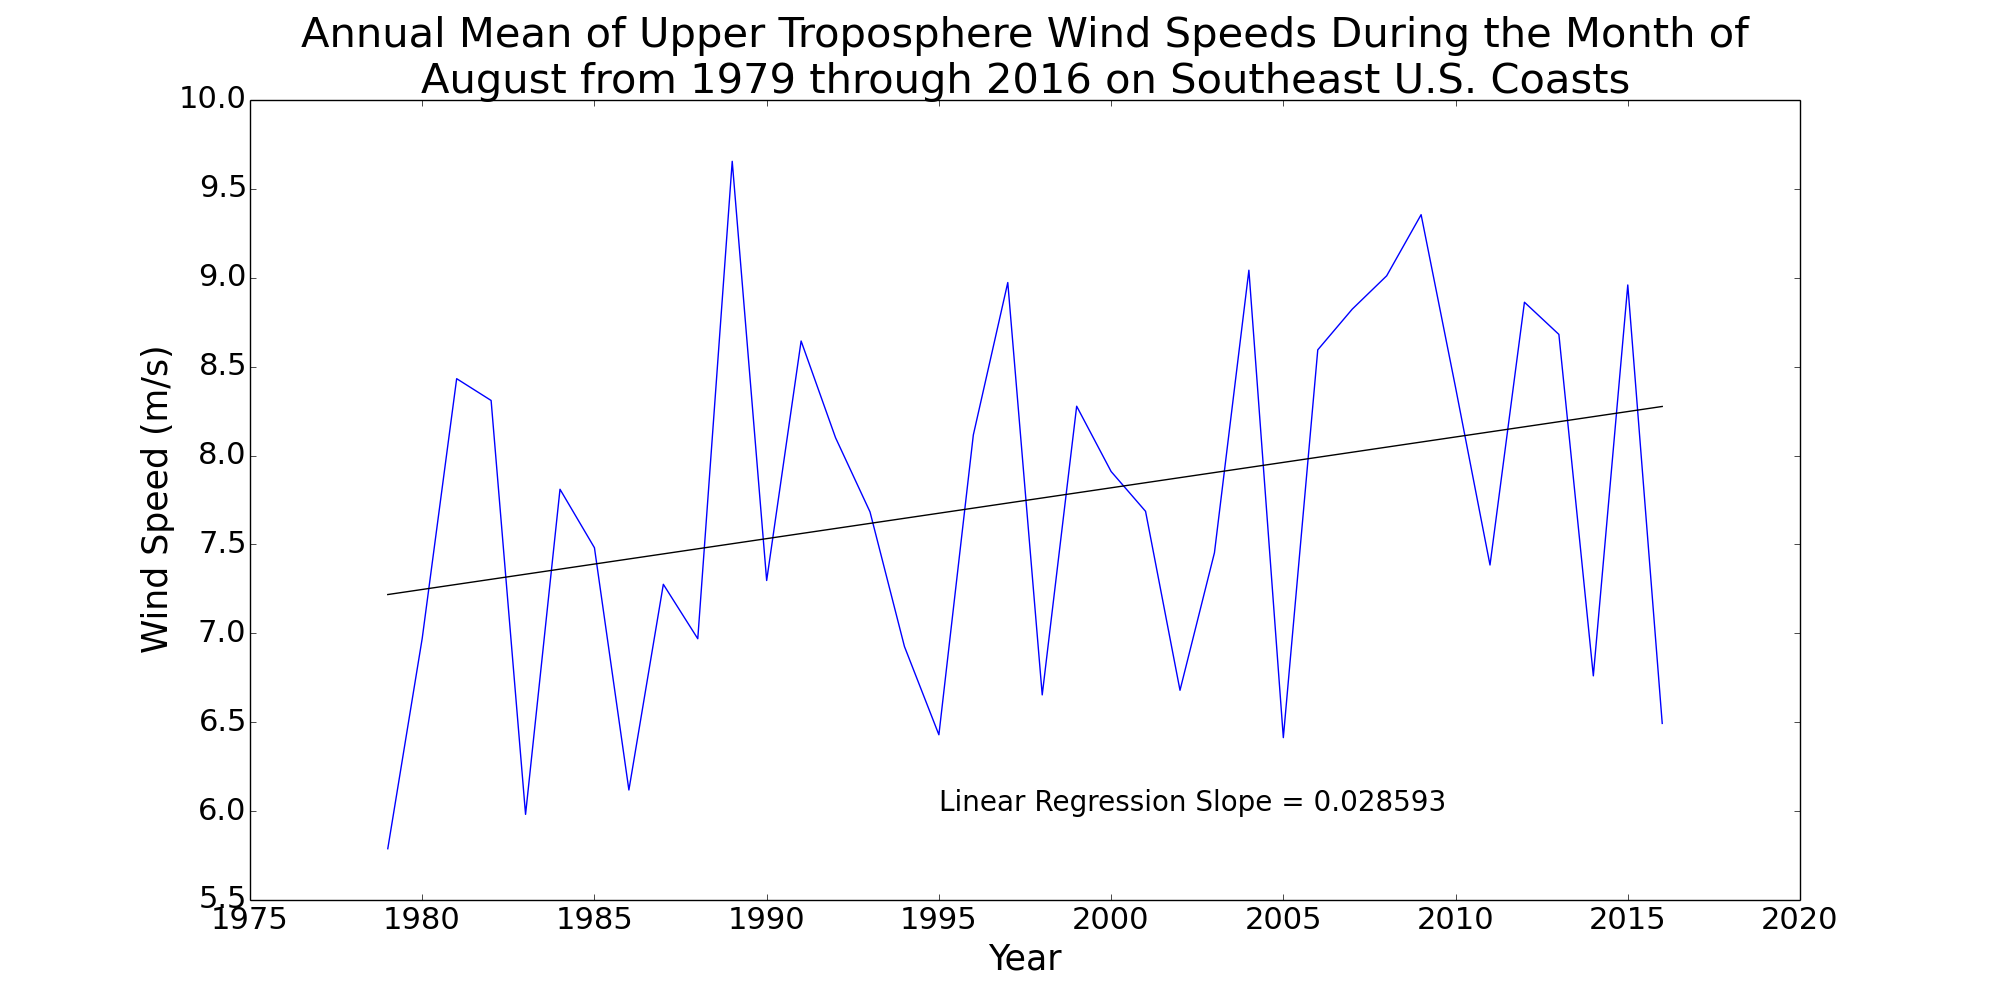 Annual Mean of Upper Troposphere Wind Speeds During the Month of
August from 1979 through 2016 on Southeast U.S. Coasts
10.0
9.5
9.0
8.5
8.0
7.5
7.0
6.5
6.0
5.5
Wind Speed (m/s)
Linear Regression Slope = 0.028593
1975 1980 1985 1990 1995 2000 2005 2010 2015 2020
Year